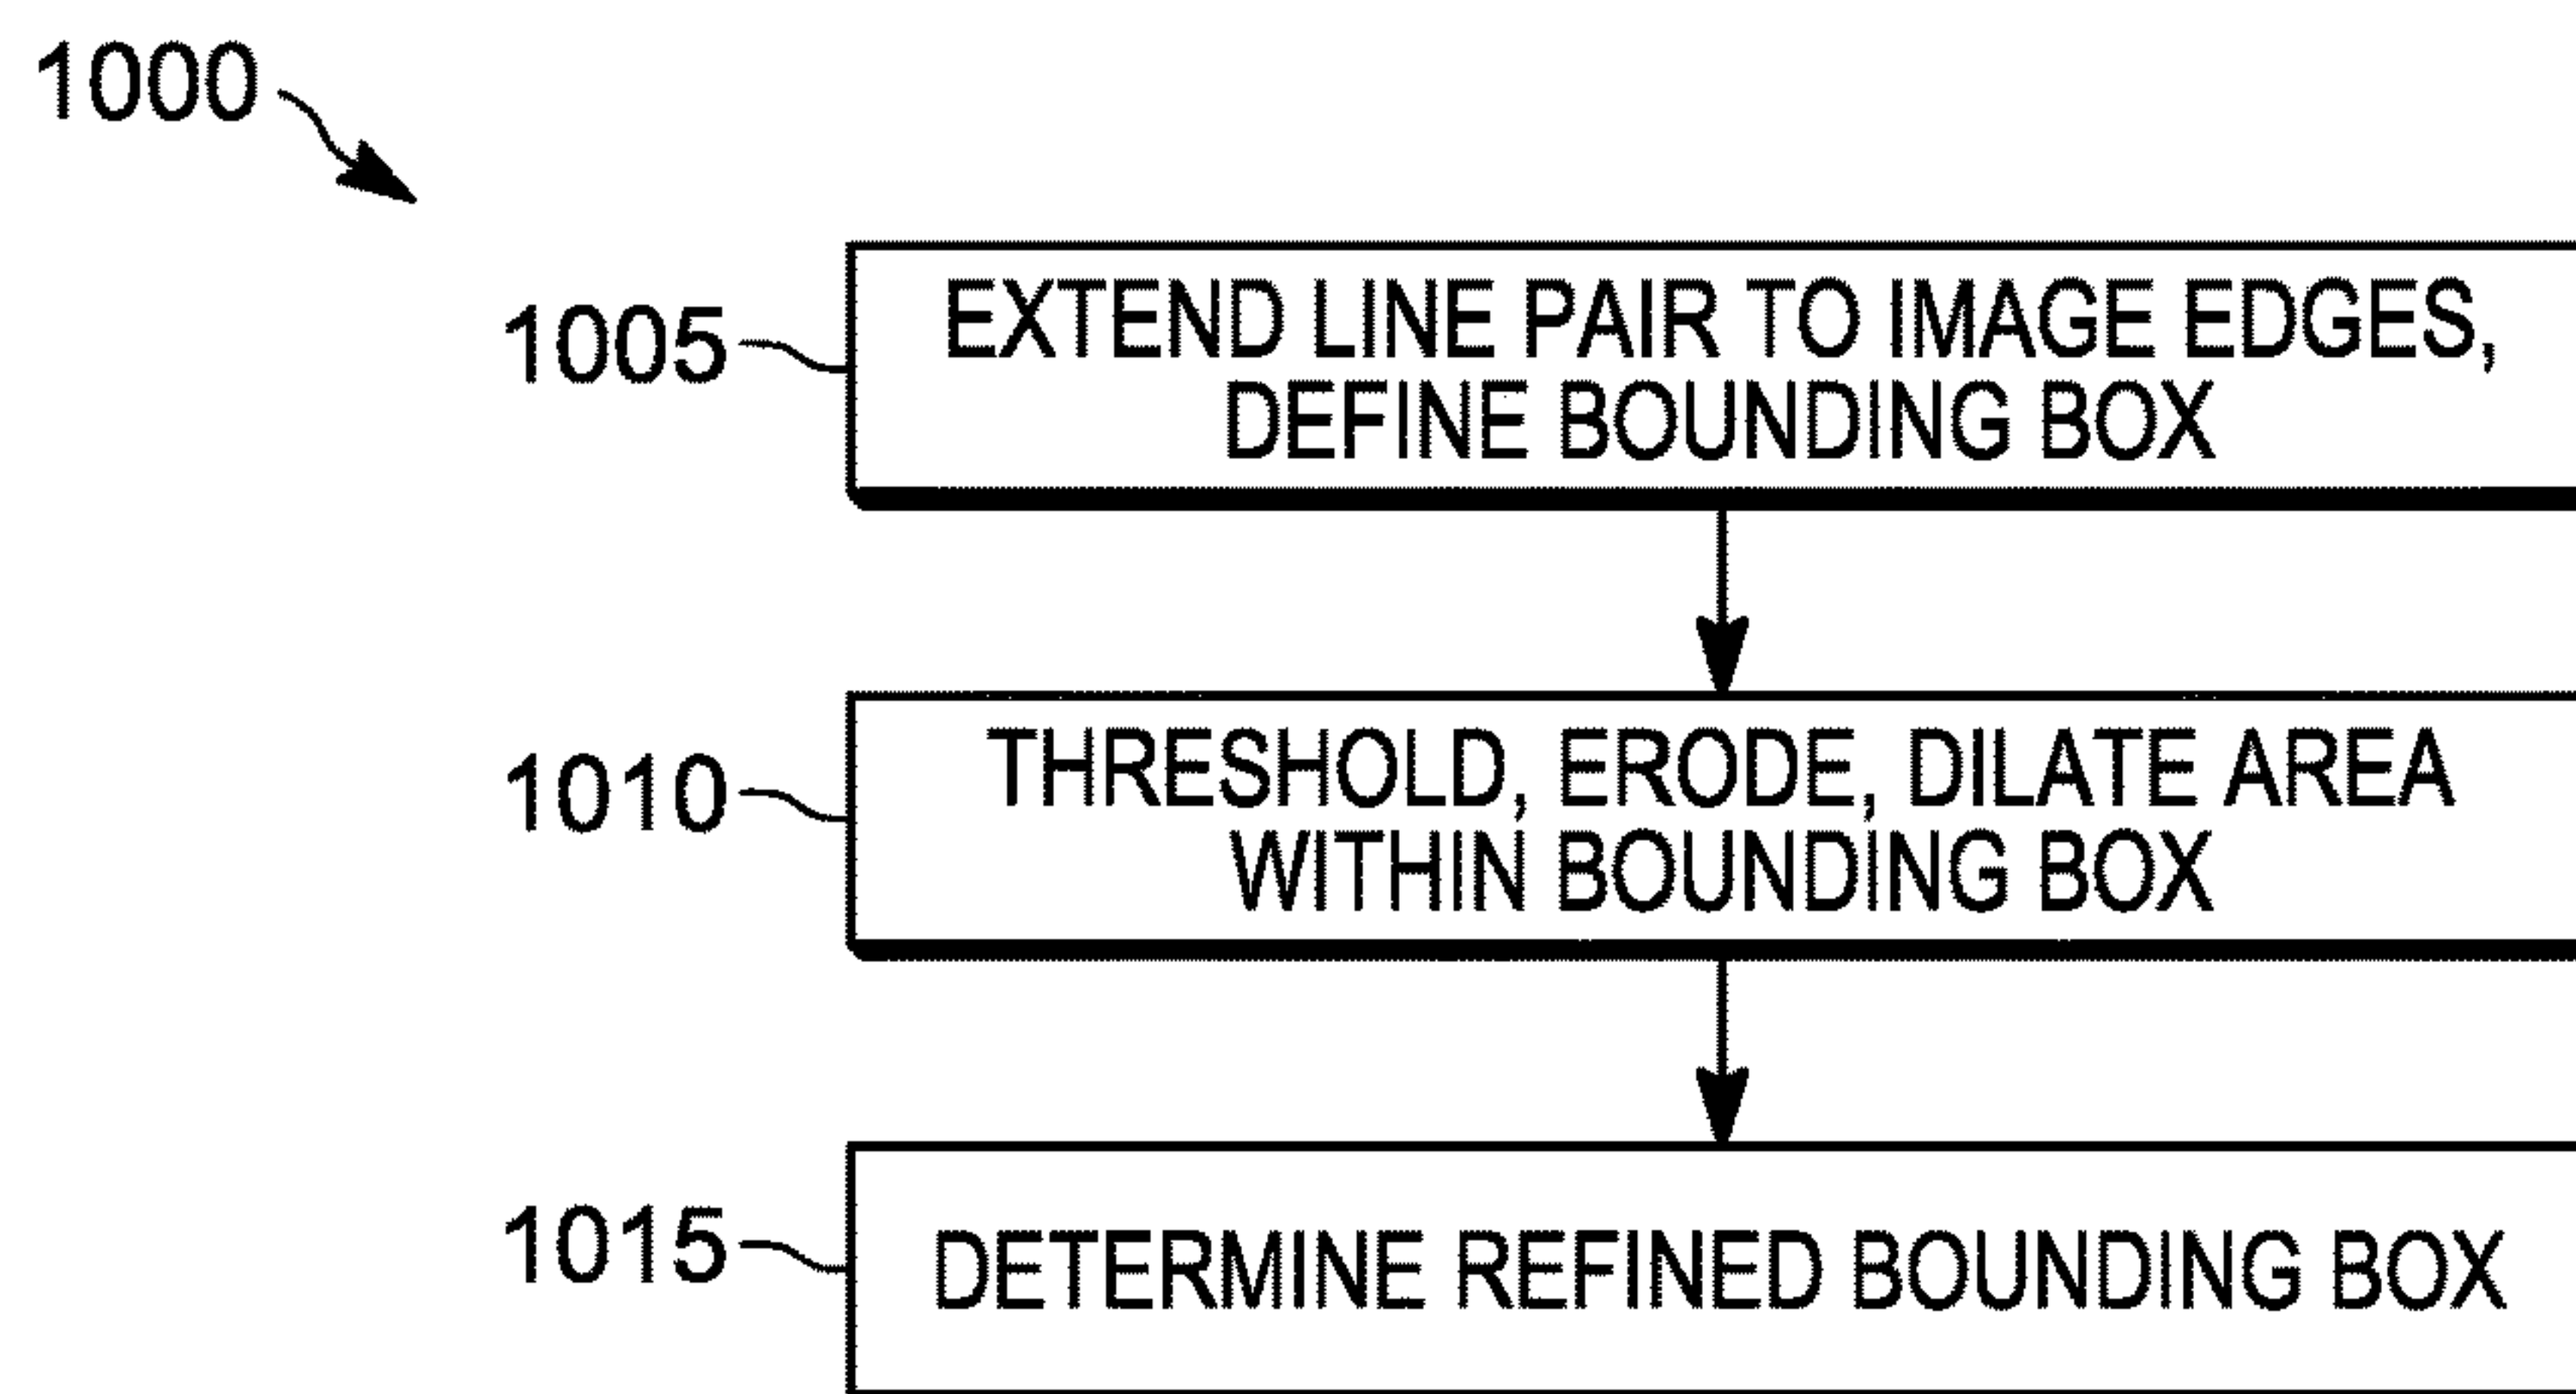 1000
1005
EXTEND LINE PAIR TO IMAGE EDGES,
DEFINE BOUNDING BOX
1010
THRESHOLD, ERODE, DILATE AREA
WITHIN BOUNDING BOX
1015
DETERMINE REFINED BOUNDING BOX